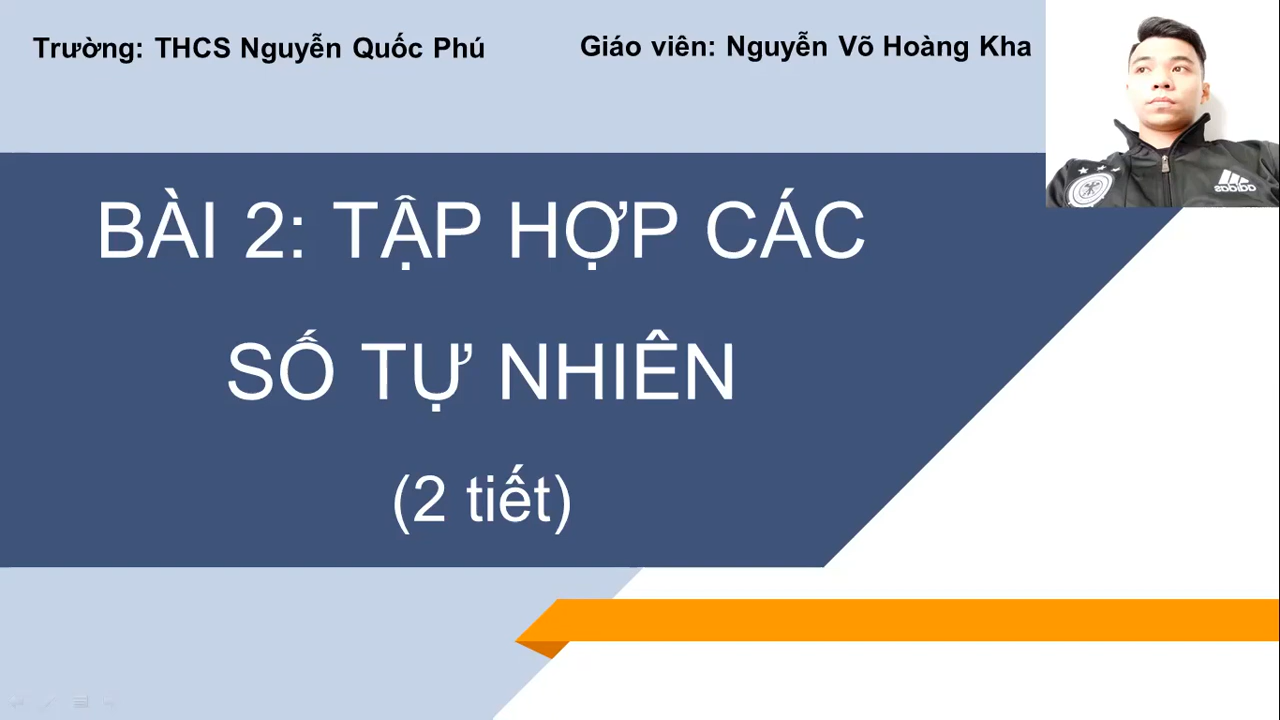 Trường: THCS Nguyễn Quốc Phú
Giáo viên: Nguyễn Võ Hoàng Kha
BÀI 2: TẬP HỢP CÁC
SỐ TỰ NHIÊN
(2 tiết)
adidas